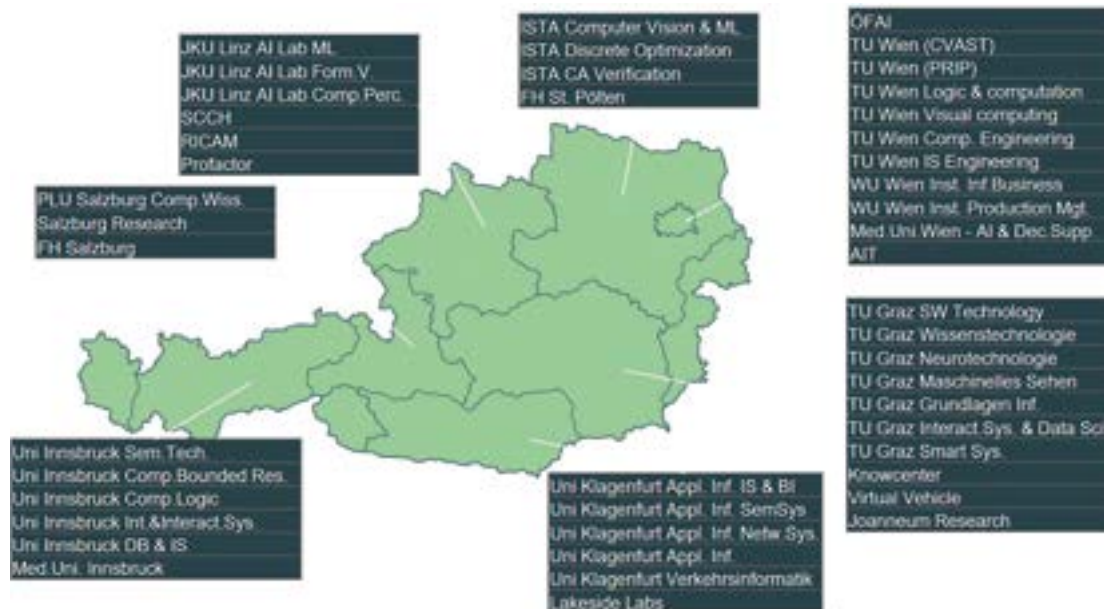 JKU Linz AI Lab ML
JKU Linz AI Lab Form.V.
JKU Linz AI Lab Comp.Perc.
SCCH
RICAM
Profactor
ISTA Computer Vision & ML
ISTA Discrete Optimization
ISTA CA Verification
FH St. Pölten
ÖFAI
TU Wien (CVAST)
TU Wien (PRIP)
TU Wien Logic & computation
TU Wien Visual computing
TU Wien Comp. Engineering
TU Wien IS Engineering
WU Wien Inst. Inf.Business
WU Wien Inst. Production Mgt.
Med.Uni.Wien - AI & Dec.Supp.
AIT
PLU Salzburg Comp.Wiss.
Salzburg Research
FH Salzburg
TU Graz SW Technology
TU Graz Wissenstechnologie
TU Graz Neurotechnologie
TU Graz Maschinelles Sehen
TU Graz Grundlagen Inf.
TU Graz Interact.Sys. & Data Sci
TU Graz Smart Sys.
Knowcenter
Virtual Vehicle
Joanneum Research
Uni Innsbruck Sem.Tech.
Uni Innsbruck Comp.Bounded Res.
Uni Innsbruck Comp.Logic
Uni Innsbruck Int.&Interact.Sys.
Uni Innsbruck DB & IS
Med.Uni. Innsbruck
Uni Klagenfurt Appl. Inf. IS & BI
Uni Klagenfurt Appl. Inf. SemSys
Uni Klagenfurt Appl. Inf. Netw Sys.
Uni Klagenfurt Appl. Inf.
Uni Klagenfurt Verkehrsinformatik
Lakeside Labs